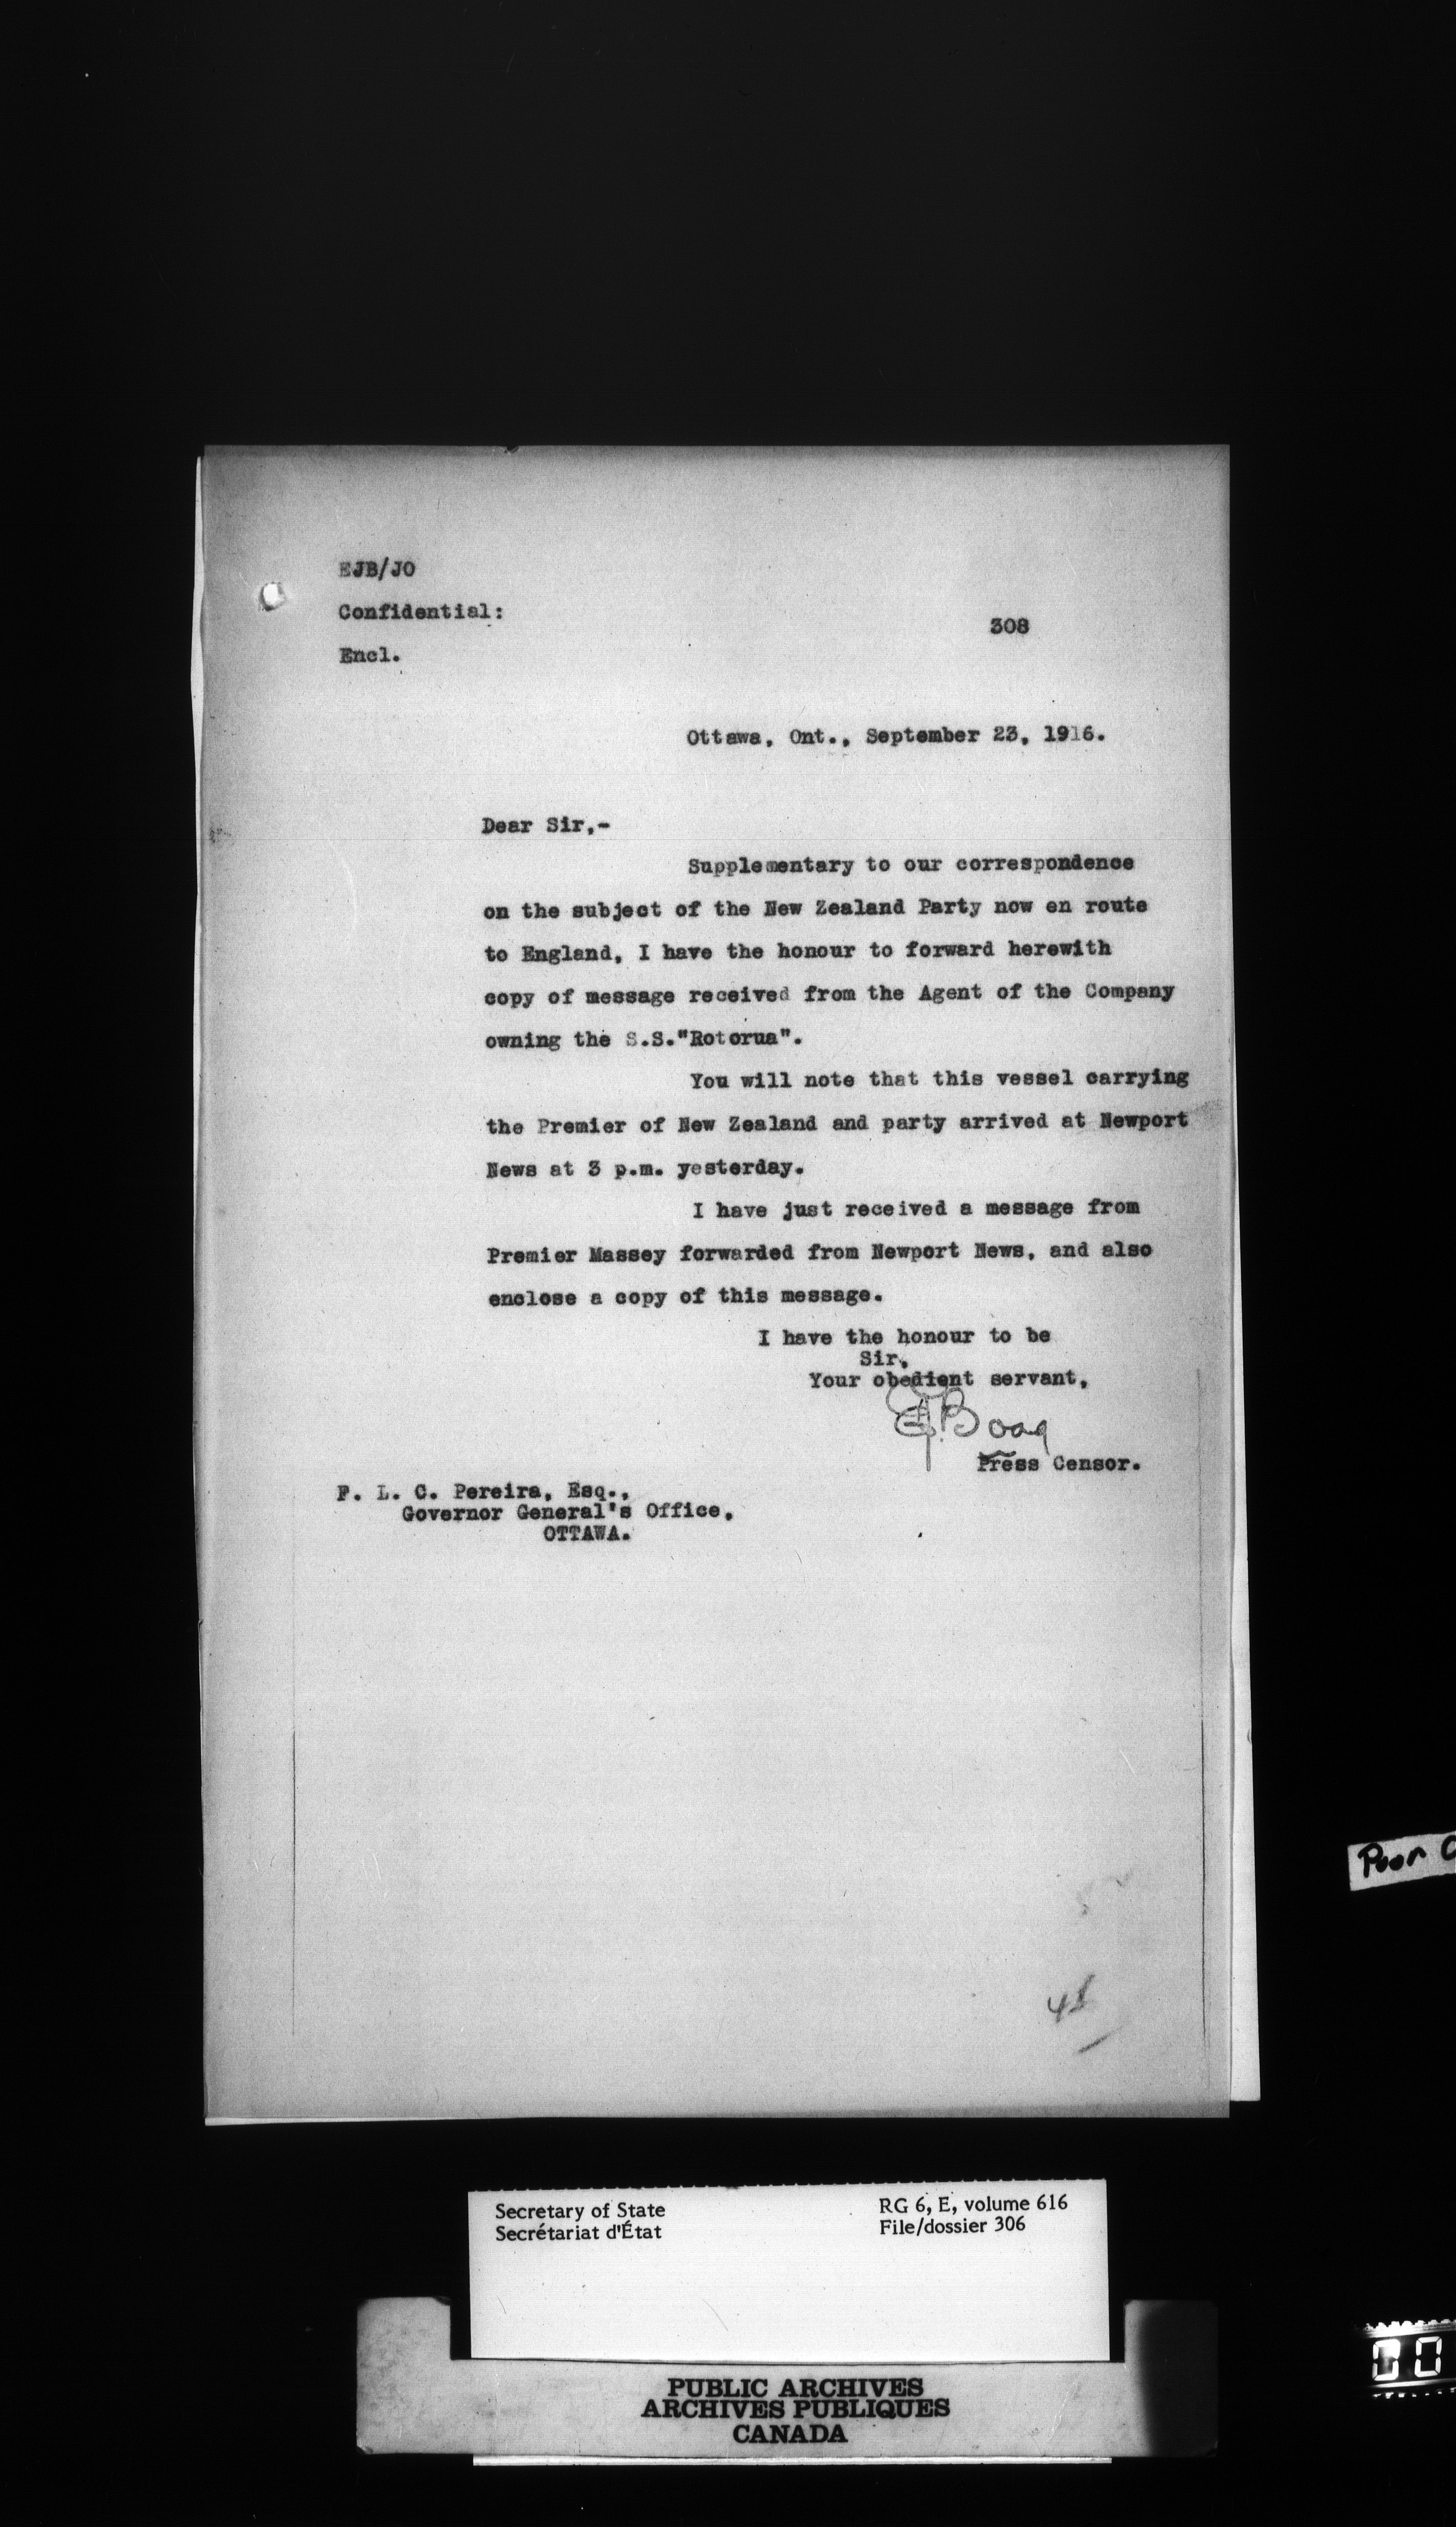 EJB/JO
Confidential:
308
Encl.
Ottawa, Ont., September 23, 1916.
Dear Sir,-
Supplementary to our correspondence
on the subject of the New Zealand Party now en route
to England, I have the honour to forward herewith
copy of message received from the Agent of the Company
owning the S.S."Rotorua".
You will note that this vessel carrying
the Premier of New Zealand and party arrived at Newport
News at 3 p.m. yesterday.
I have just received a message from
Premier Massey forwarded from Newport News, and also
enclose a copy of this message.
I have the honour to be
Sir,
Your obedient servant,
EJ.Boag
Press Censor.
F. L. C. Pereira, Esq.,
Governor General's Office,
OTTAWA.
Poor
Secretary of State
Secrétariat d'État
RG 6, E, volume 616
File/dossier 306
00
PUBLIC ARCHIVES
ARCHIVES PUBLIQUES
CANADA